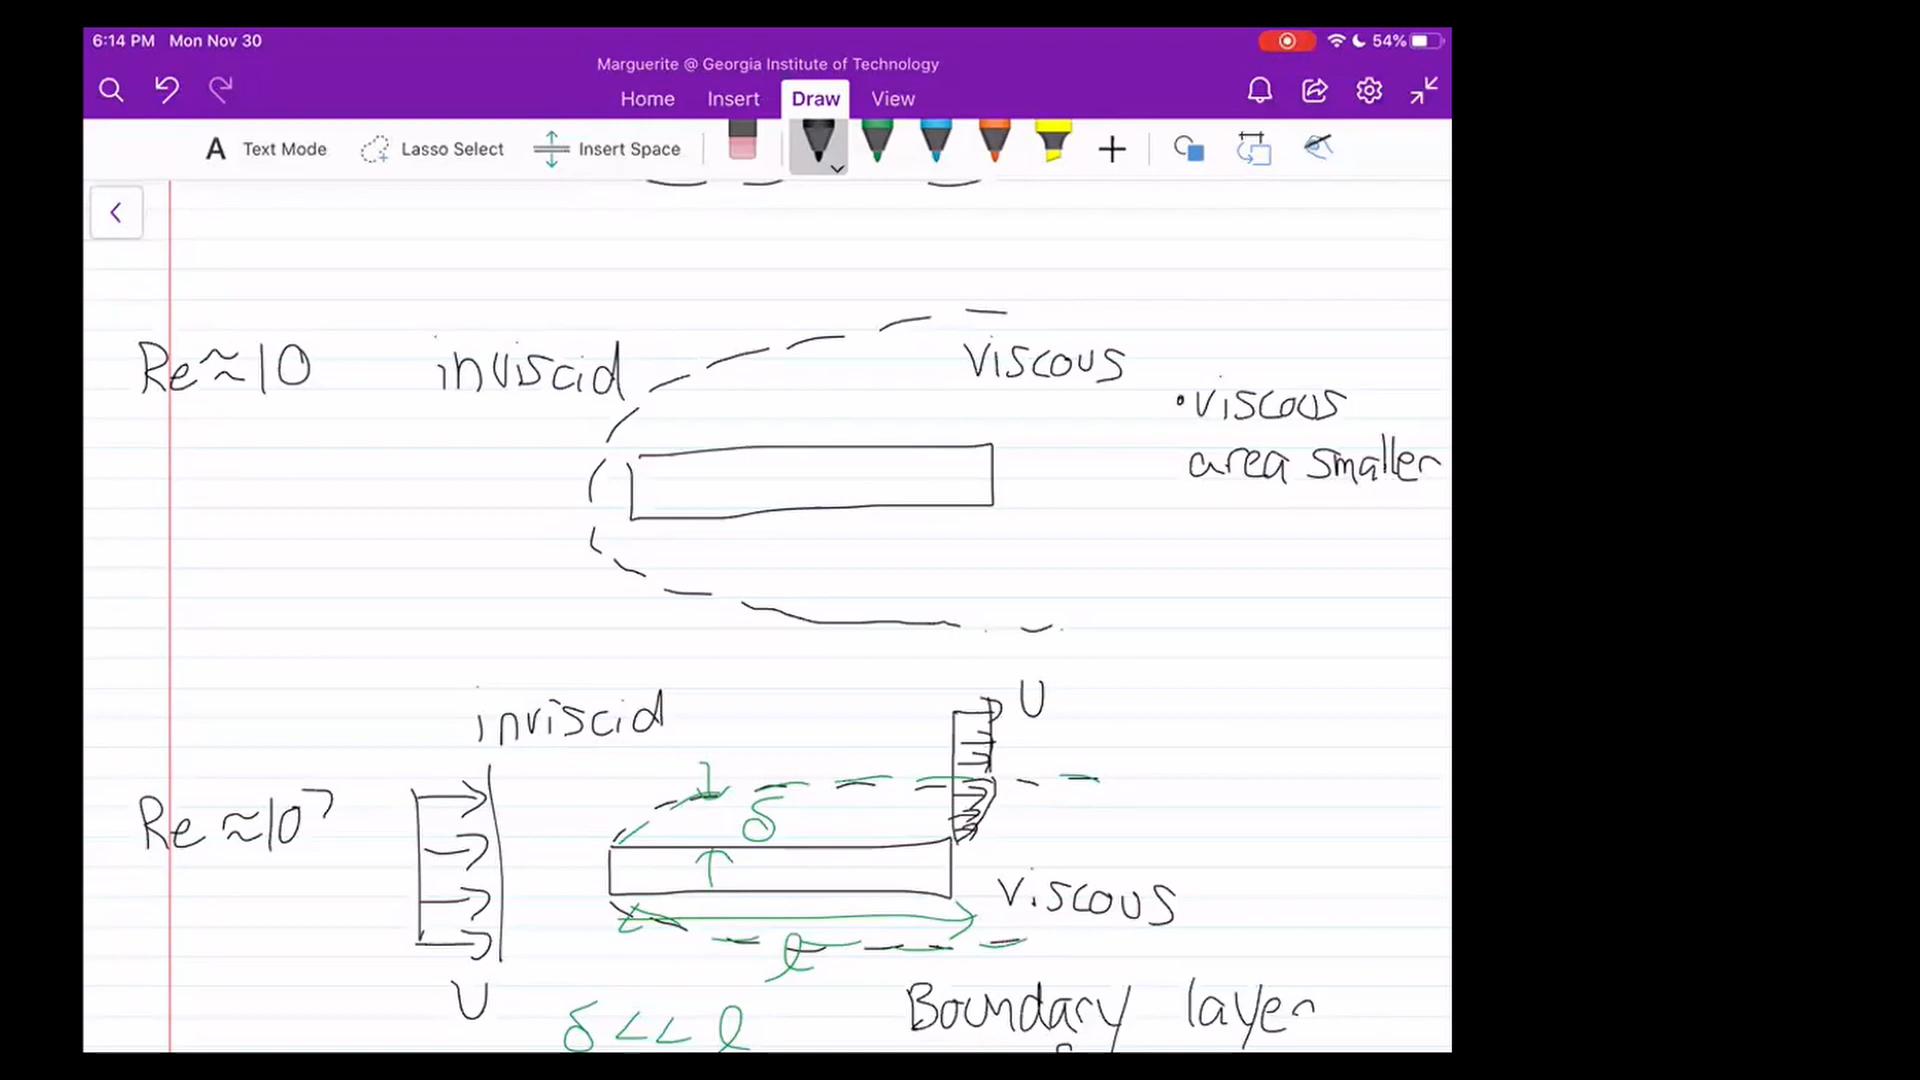 6:14 PM Mon Nov 30
54%
Marguerite @ Georgia Institute of Technology
Home Insert Draw View
A Text Mode Lasso Select Insert Space
Re≈10 inviscid viscous
•viscous
area smaller
inviscid U
Re≈10⁷ δ
viscous
l
U
δ << l Boundary layer